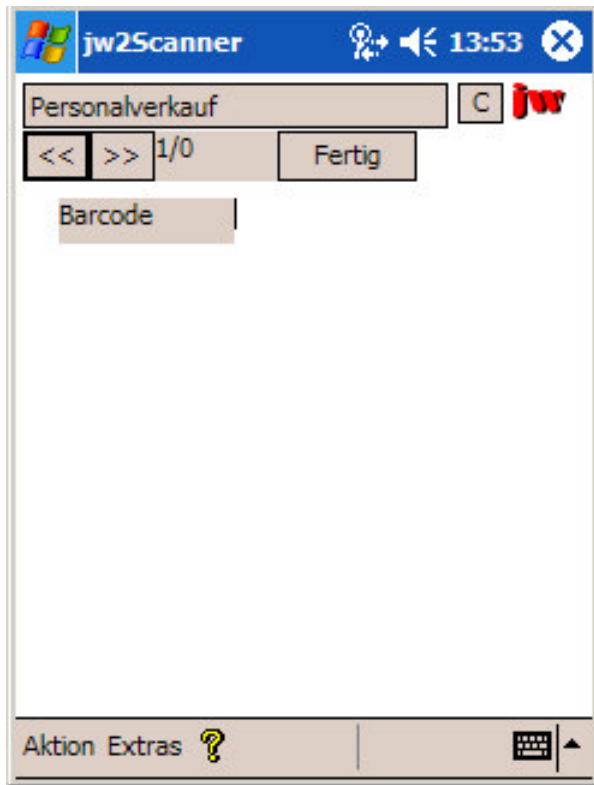 jw2Scanner 13:53
Personalverkauf C jw
<< >> 1/0 Fertig
Barcode
Aktion Extras ?